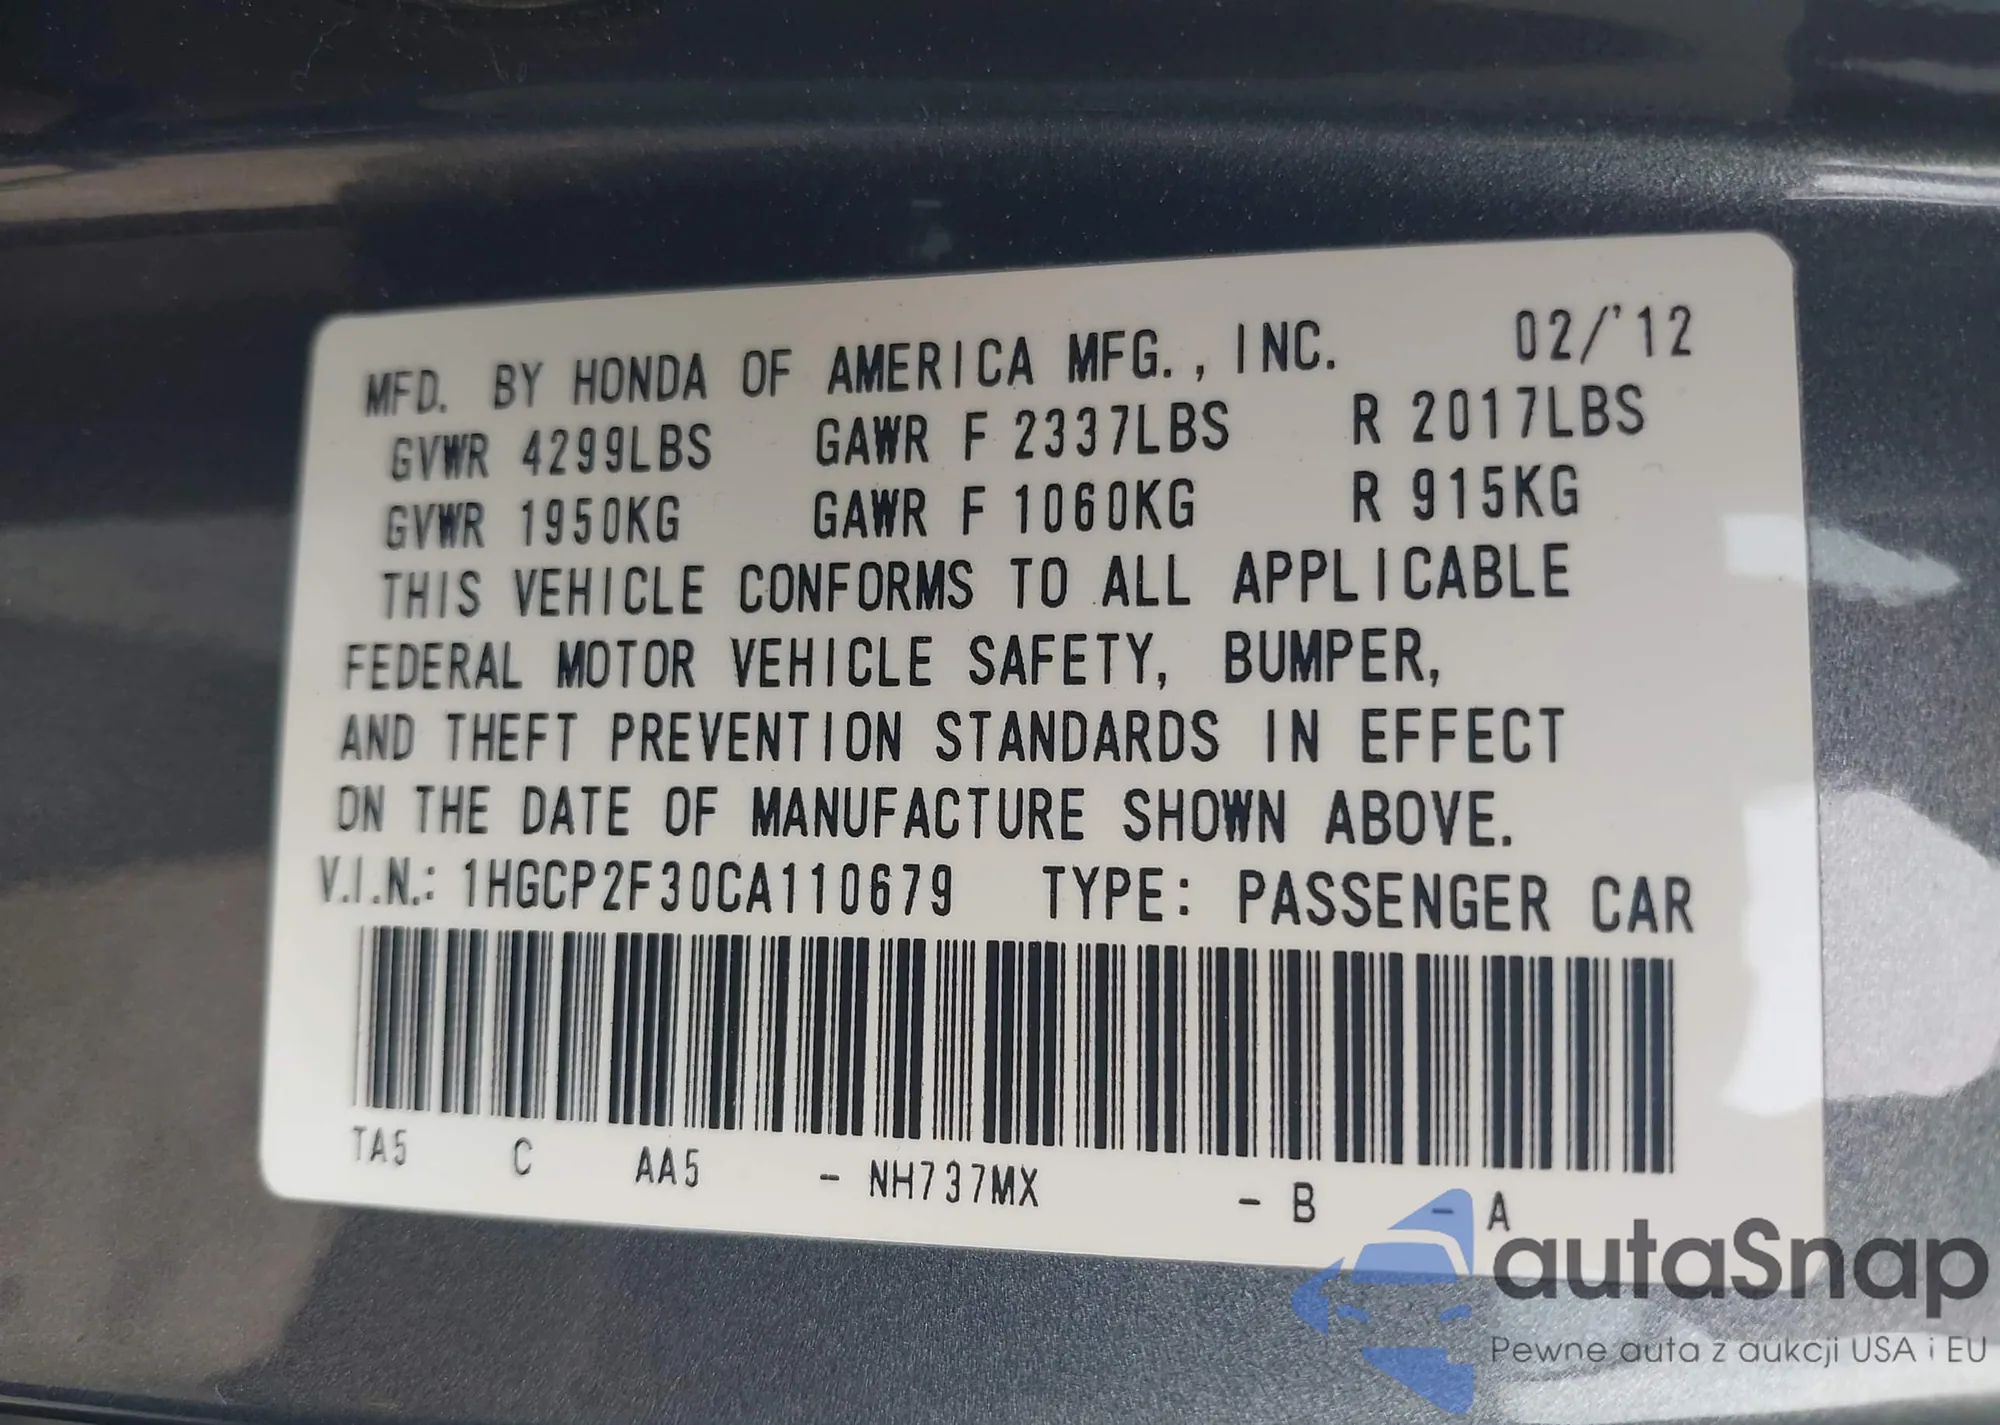 MFD. BY HONDA OF AMERICA MFG., INC. 02/'12
GVWR 4299LBS GAWR F 2337LBS R 2017LBS
GVWR 1950KG GAWR F 1060KG R 915KG
THIS VEHICLE CONFORMS TO ALL APPLICABLE
FEDERAL MOTOR VEHICLE SAFETY, BUMPER,
AND THEFT PREVENTION STANDARDS IN EFFECT
ON THE DATE OF MANUFACTURE SHOWN ABOVE.
V.I.N.: 1HGCP2F30CA110679 TYPE: PASSENGER CAR
TA5 C AA5 - NH737MX - B - A
autaSnap
Pewne auta z aukcji USA i EU